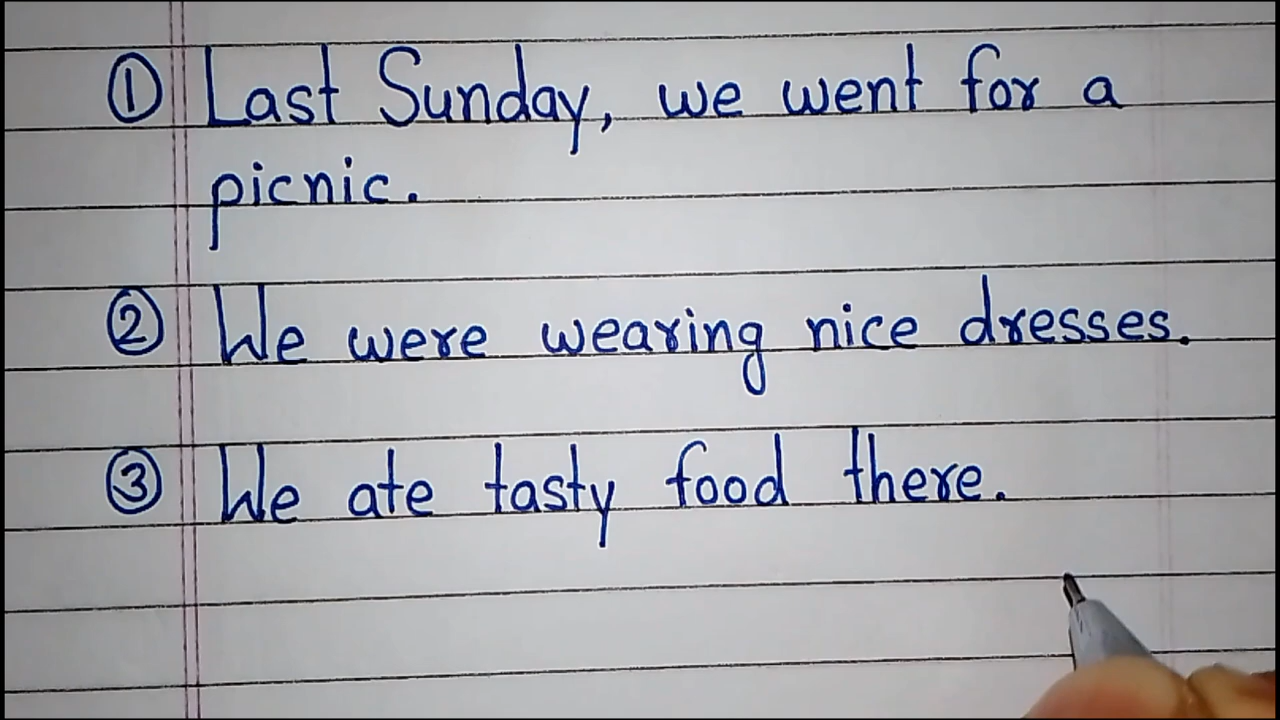 ① Last Sunday, we went for a
picnic.
② We were wearing nice dresses.
③ We ate tasty food there.